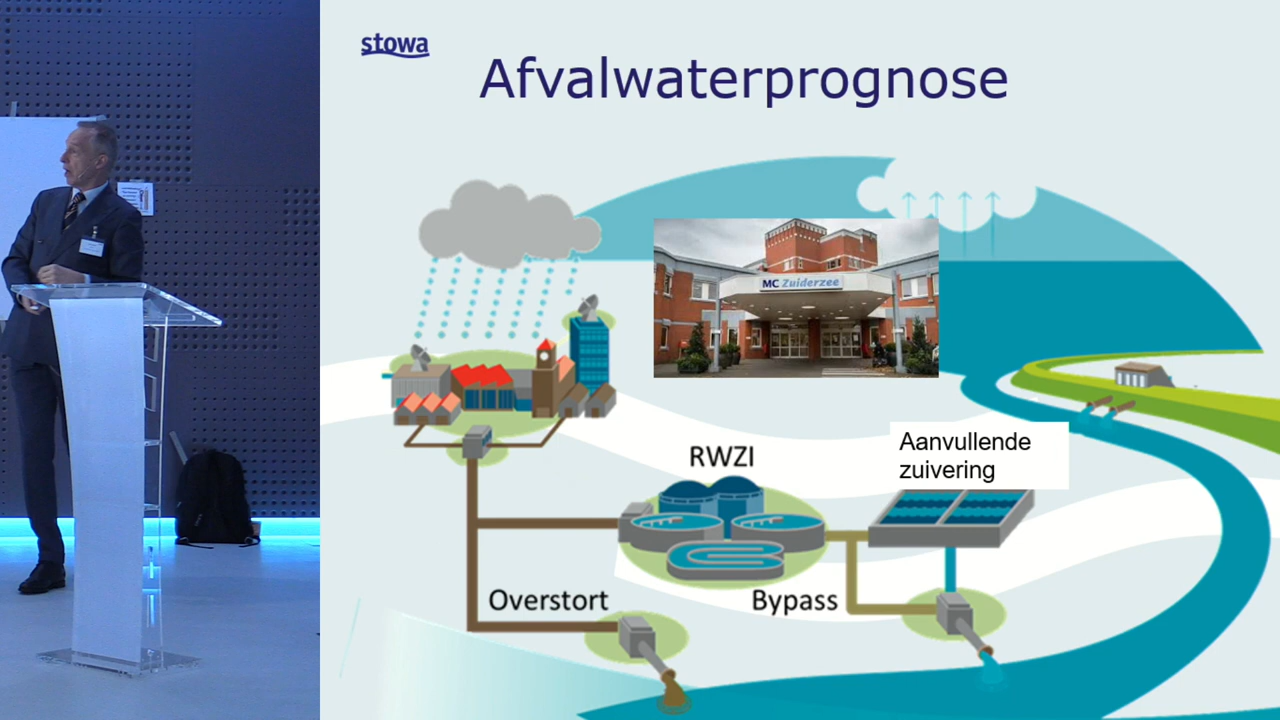 stowa
Afvalwaterprognose
MC Zuiderzee
Aanvullende
zuivering
RWZI
Overstort
Bypass